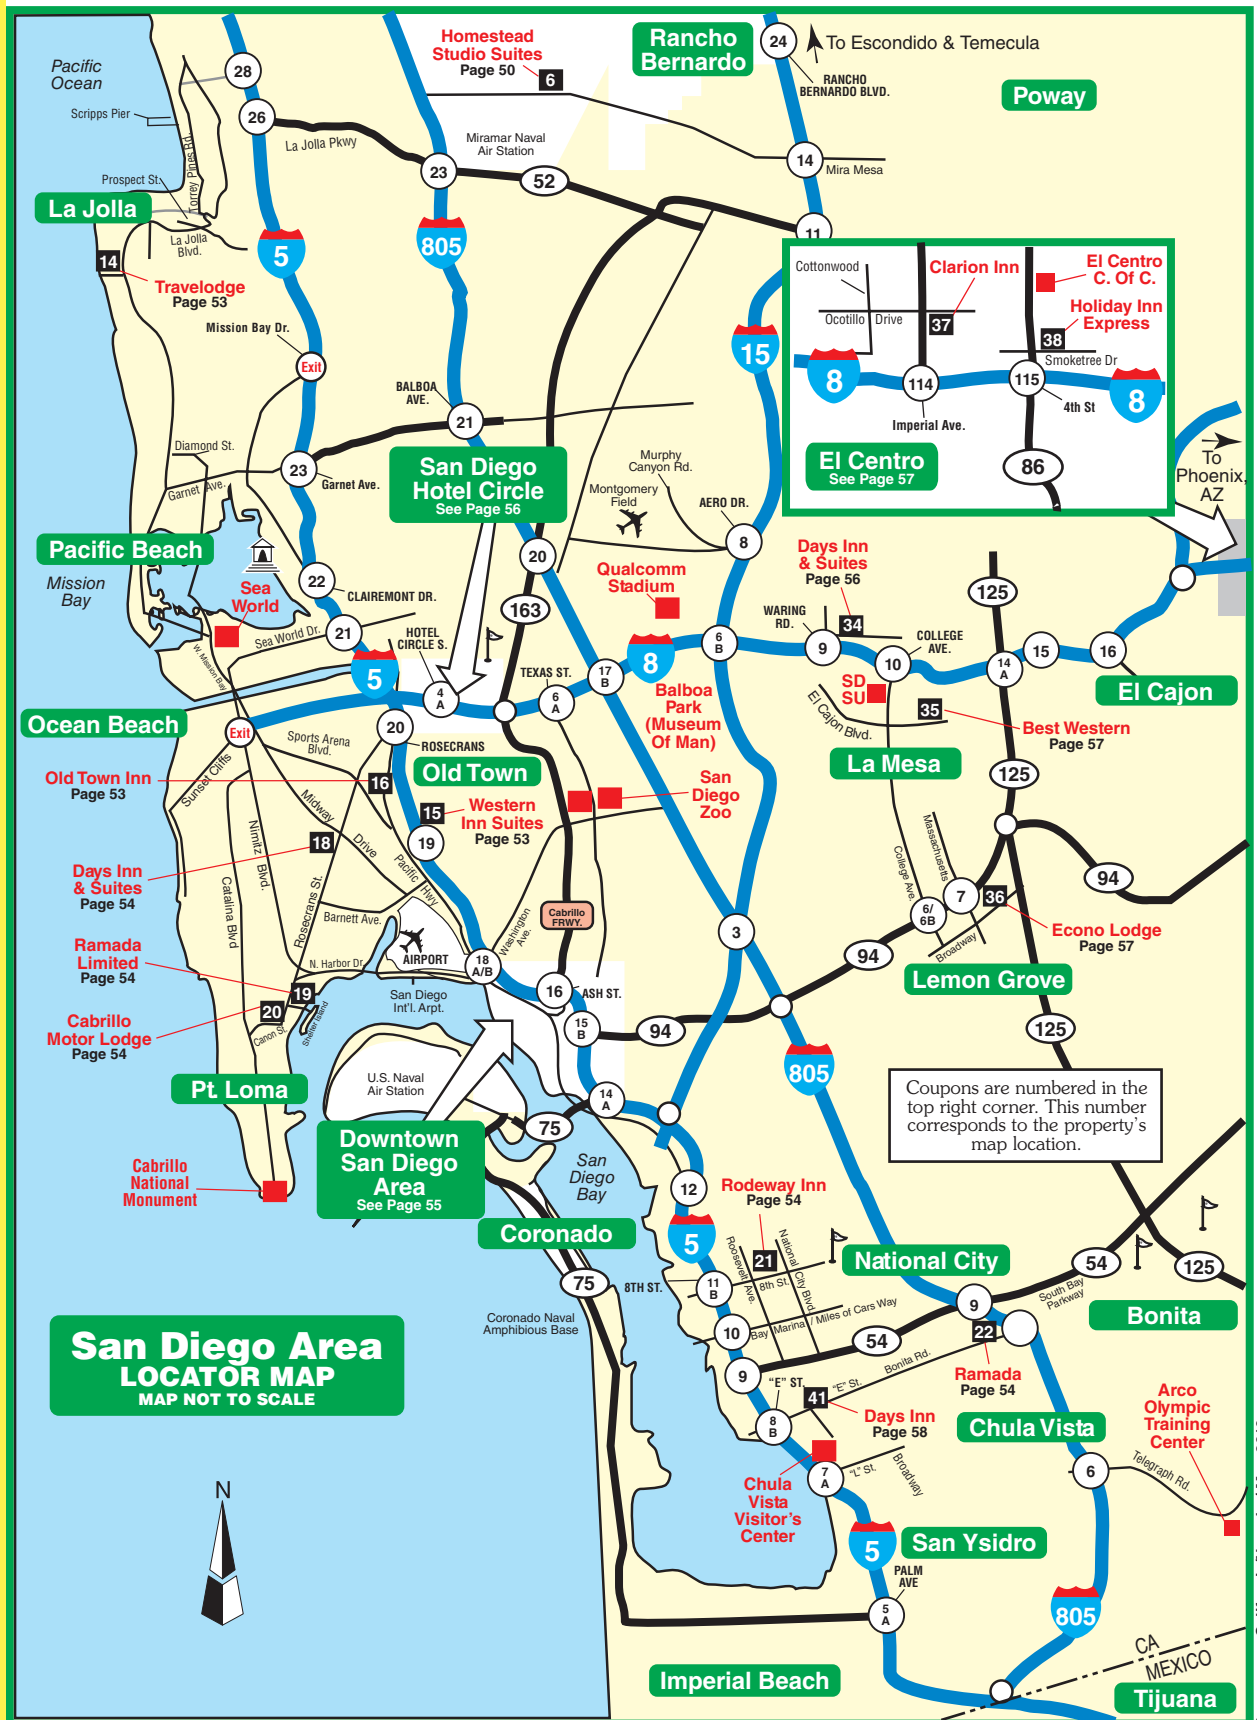 Homestead
Studio Suites
Page 50
6
Rancho
Bernardo
24
To Escondido & Temecula
RANCHO
BERNARDO BLVD.
Poway
Pacific
Ocean
28
26
Scripps Pier
La Jolla Pkwy
Miramar Naval
Air Station
23
52
14
Mira Mesa
Torrey Pines Rd.
Prospect St.
La Jolla
La Jolla
Blvd.
5
805
11
14
Travelodge
Page 53
Mission Bay Dr.
Exit
15
Cottonwood
Clarion Inn
El Centro
C. Of C.
Ocotillo Drive
37
Holiday Inn
Express
38
Smoketree Dr
8
114
115
8
4th St
Imperial Ave.
El Centro
See Page 57
86
To
Phoenix,
AZ
BALBOA
AVE.
21
Diamond St.
23
Garnet Ave.
Garnet Ave.
San Diego
Hotel Circle
See Page 56
Murphy
Canyon Rd.
Montgomery
Field
AERO DR.
8
Pacific Beach
20
Mission
Bay
Sea
World
22
CLAIREMONT DR.
163
Qualcomm
Stadium
Days Inn
& Suites
Page 56
125
WARING
RD.
34
Sea World Dr.
21
HOTEL
CIRCLE S.
W. Mission Bay
5
4
A
TEXAS ST.
6
A
17
B
8
6
B
9
COLLEGE
AVE.
10
14
A
15
16
El Cajon
SD
SU
El Cajon Blvd.
35
Best Western
Page 57
Balboa
Park
(Museum
Of Man)
Ocean Beach
Exit
Sports Arena
Blvd.
20
ROSECRANS
Old Town
La Mesa
125
Sunset Cliffs
Old Town Inn
Page 53
16
15
Western
Inn Suites
Page 53
San
Diego
Zoo
Midway
Drive
19
Pacific Hwy
Nimitz Blvd.
18
Days Inn
& Suites
Page 54
Catalina Blvd
Rosecrans St.
Barnett Ave.
Massachusetts
College Ave.
7
6/
6B
36
94
Broadway
Econo Lodge
Page 57
Cabrillo
FRWY.
Washington
Ave.
3
AIRPORT
Ramada
Limited
Page 54
N. Harbor Dr.
18
A/B
94
Lemon Grove
19
20
San Diego
Int'l. Arpt.
16
ASH ST.
15
B
94
Cabrillo
Motor Lodge
Page 54
Canon St.
Shelter Island
125
805
Pt. Loma
U.S. Naval
Air Station
14
A
75
Coupons are numbered in the
top right corner. This number
corresponds to the property's
map location.
Downtown
San Diego
Area
See Page 55
San
Diego
Bay
Cabrillo
National
Monument
12
Rodeway Inn
Page 54
Coronado
5
National City
54
125
Roosevelt Ave.
21
National City Blvd.
75
8TH ST.
11
B
8th St.
South Bay
Parkway
Bonita
Coronado Naval
Amphibious Base
10
Bay Marina / Miles of Cars Way
9
54
22
Bonita Rd.
San Diego Area
LOCATOR MAP
MAP NOT TO SCALE
9
"E" ST.
"E" St.
Ramada
Page 54
41
8
B
Days Inn
Page 58
Arco
Olympic
Training
Center
Chula Vista
6
Telegraph Rd.
7
A
"L" St.
Broadway
Chula
Vista
Visitor's
Center
N
5
San Ysidro
PALM
AVE
5
A
805
CA
MEXICO
Imperial Beach
Tijuana